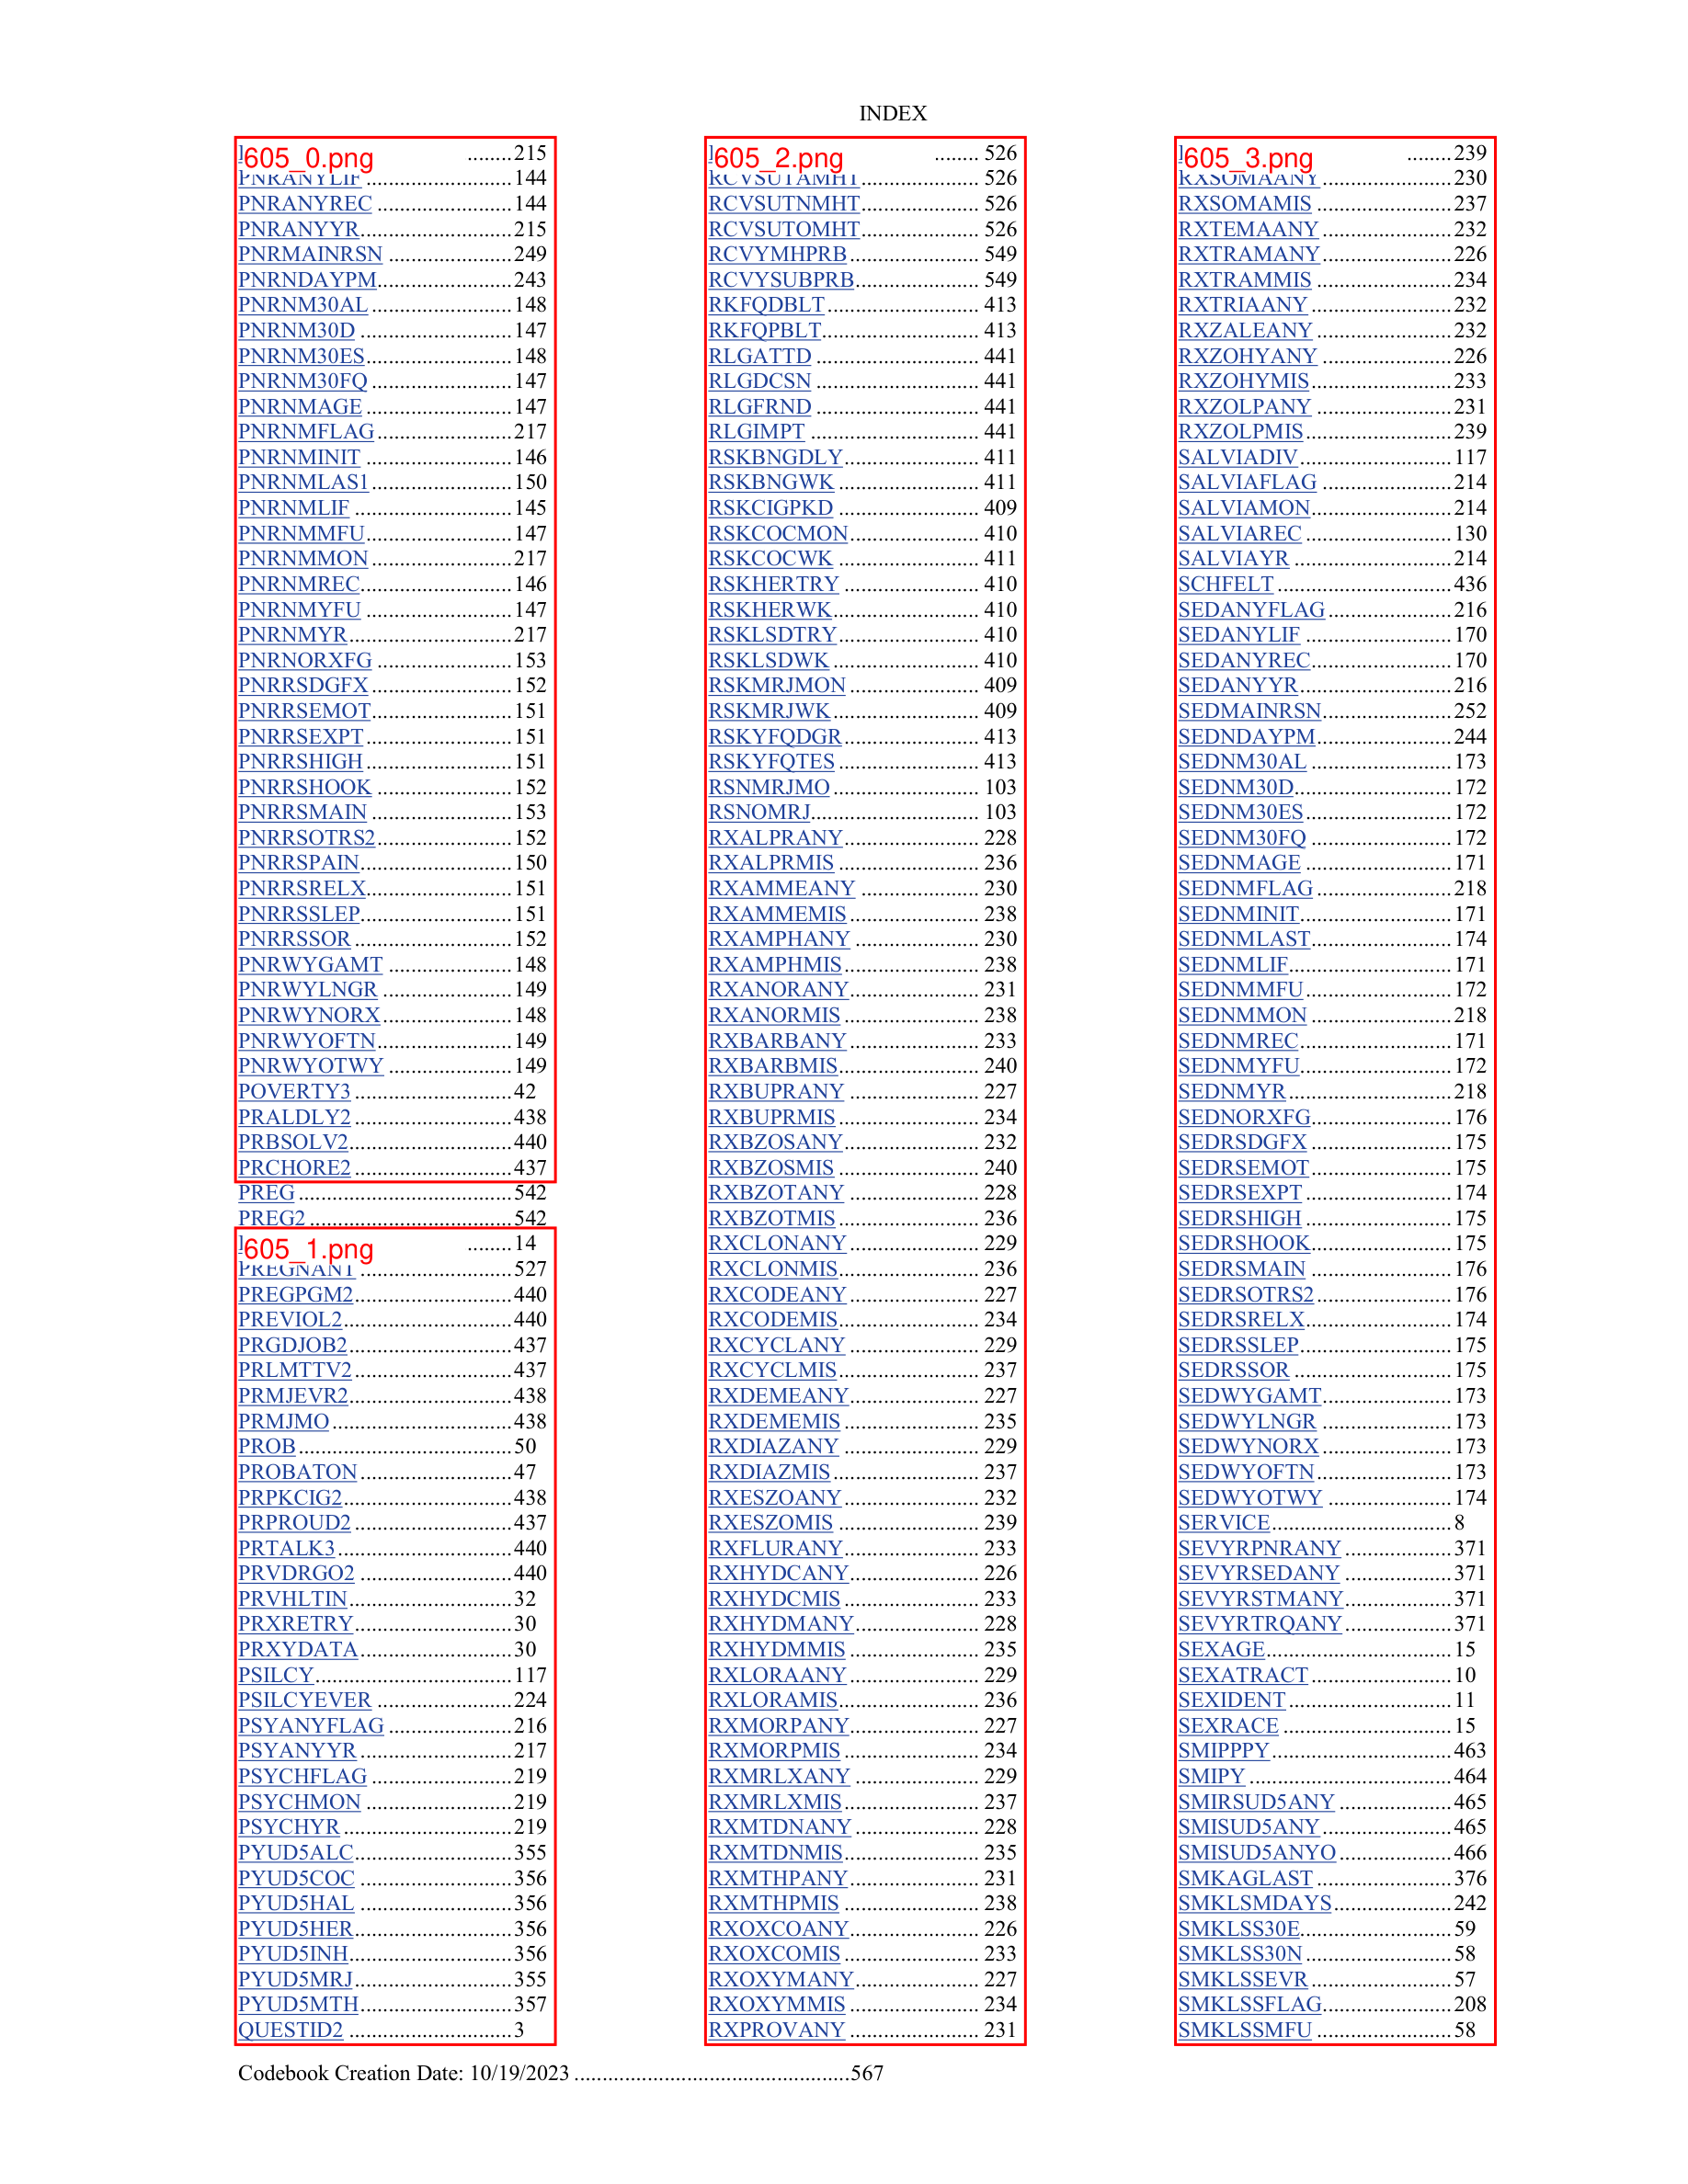 INDEX
605_0.png ........215
PNRANYLIF ..........................144
PNRANYREC ........................144
PNRANYYR...........................215
PNRMAINRSN ......................249
PNRNDAYPM........................243
PNRNM30AL.........................148
PNRNM30D ...........................147
PNRNM30ES..........................148
PNRNM30FQ .........................147
PNRNMAGE ..........................147
PNRNMFLAG........................217
PNRNMINIT ..........................146
PNRNMLAS1.........................150
PNRNMLIF ............................145
PNRNMMFU..........................147
PNRNMMON .........................217
PNRNMREC...........................146
PNRNMYFU ..........................147
PNRNMYR.............................217
PNRNORXFG ........................153
PNRRSDGFX.........................152
PNRRSEMOT.........................151
PNRRSEXPT..........................151
PNRRSHIGH ..........................151
PNRRSHOOK .........................152
PNRRSMAIN ..........................153
PNRRSOTRS2........................152
PNRRSPAIN...........................150
PNRRSRELX..........................151
PNRRSSLEP...........................151
PNRRSSOR ............................152
PNRWYGAMT ......................148
PNRWYLNGR .......................149
PNRWYNORX.......................148
PNRWYOFTN........................149
PNRWYOTWY ......................149
POVERTY3 ............................42
PRALDLY2 ............................438
PRBSOLV2.............................440
PRCHORE2 ............................437
PREG ......................................542
PREG2 ....................................542
605_1.png ........14
PREGNANT ...........................527
PREGPGM2............................440
PREVIOL2..............................440
PRGDJOB2.............................437
PRLMTTV2............................437
PRMJEVR2.............................438
PRMJMO ................................438
PROB......................................50
PROBATON...........................47
PRPKCIG2..............................438
PRPROUD2 ............................437
PRTALK3...............................440
PRVDRGO2 ...........................440
PRVHLTIN.............................32
PRXRETRY............................30
PRXYDATA...........................30
PSILCY...................................117
PSILCYEVER ........................224
PSYANYFLAG ......................216
PSYANYYR...........................217
PSYCHFLAG .........................219
PSYCHMON ..........................219
PSYCHYR..............................219
PYUD5ALC............................355
PYUD5COC ...........................356
PYUD5HAL ...........................356
PYUD5HER............................356
PYUD5INH.............................356
PYUD5MRJ............................355
PYUD5MTH...........................357
QUESTID2 .............................3
605_2.png ........ 526
RCVSUTAMHT..................... 526
RCVSUTNMHT..................... 526
RCVSUTOMHT..................... 526
RCVYMHPRB....................... 549
RCVYSUBPRB...................... 549
RKFQDBLT ........................... 413
RKFQPBLT............................ 413
RLGATTD ............................. 441
RLGDCSN ............................. 441
RLGFRND ............................. 441
RLGIMPT .............................. 441
RSKBNGDLY........................ 411
RSKBNGWK ......................... 411
RSKCIGPKD ......................... 409
RSKCOCMON....................... 410
RSKCOCWK ......................... 411
RSKHERTRY ........................ 410
RSKHERWK.......................... 410
RSKLSDTRY......................... 410
RSKLSDWK .......................... 410
RSKMRJMON ....................... 409
RSKMRJWK.......................... 409
RSKYFQDGR........................ 413
RSKYFQTES ......................... 413
RSNMRJMO .......................... 103
RSNOMRJ.............................. 103
RXALPRANY........................ 228
RXALPRMIS ......................... 236
RXAMMEANY ..................... 230
RXAMMEMIS ....................... 238
RXAMPHANY ...................... 230
RXAMPHMIS........................ 238
RXANORANY....................... 231
RXANORMIS ........................ 238
RXBARBANY ....................... 233
RXBARBMIS......................... 240
RXBUPRANY ....................... 227
RXBUPRMIS ......................... 234
RXBZOSANY........................ 232
RXBZOSMIS ......................... 240
RXBZOTANY ....................... 228
RXBZOTMIS ......................... 236
RXCLONANY....................... 229
RXCLONMIS......................... 236
RXCODEANY ....................... 227
RXCODEMIS......................... 234
RXCYCLANY ....................... 229
RXCYCLMIS......................... 237
RXDEMEANY....................... 227
RXDEMEMIS ........................ 235
RXDIAZANY ........................ 229
RXDIAZMIS.......................... 237
RXESZOANY........................ 232
RXESZOMIS ......................... 239
RXFLURANY........................ 233
RXHYDCANY....................... 226
RXHYDCMIS ........................ 233
RXHYDMANY...................... 228
RXHYDMMIS ....................... 235
RXLORAANY ....................... 229
RXLORAMIS......................... 236
RXMORPANY....................... 227
RXMORPMIS ........................ 234
RXMRLXANY ...................... 229
RXMRLXMIS........................ 237
RXMTDNANY ...................... 228
RXMTDNMIS........................ 235
RXMTHPANY ....................... 231
RXMTHPMIS ........................ 238
RXOXCOANY....................... 226
RXOXCOMIS ........................ 233
RXOXYMANY...................... 227
RXOXYMMIS ....................... 234
RXPROVANY ....................... 231
605_3.png ........239
RXSOMAANY.......................230
RXSOMAMIS ........................237
RXTEMAANY .......................232
RXTRAMANY.......................226
RXTRAMMIS ........................234
RXTRIAANY .........................232
RXZALEANY ........................232
RXZOHYANY .......................226
RXZOHYMIS.........................233
RXZOLPANY ........................231
RXZOLPMIS..........................239
SALVIADIV...........................117
SALVIAFLAG .......................214
SALVIAMON.........................214
SALVIAREC ..........................130
SALVIAYR ............................214
SCHFELT ...............................436
SEDANYFLAG......................216
SEDANYLIF ..........................170
SEDANYREC.........................170
SEDANYYR...........................216
SEDMAINRSN.......................252
SEDNDAYPM........................244
SEDNM30AL .........................173
SEDNM30D............................172
SEDNM30ES..........................172
SEDNM30FQ .........................172
SEDNMAGE ...........................171
SEDNMFLAG ........................218
SEDNMINIT...........................171
SEDNMLAST.........................174
SEDNMLIF.............................171
SEDNMMFU..........................172
SEDNMMON .........................218
SEDNMREC...........................171
SEDNMYFU...........................172
SEDNMYR .............................218
SEDNORXFG.........................176
SEDRSDGFX .........................175
SEDRSEMOT.........................175
SEDRSEXPT ..........................174
SEDRSHIGH ..........................175
SEDRSHOOK.........................175
SEDRSMAIN .........................176
SEDRSOTRS2........................176
SEDRSRELX..........................174
SEDRSSLEP...........................175
SEDRSSOR ............................175
SEDWYGAMT.......................173
SEDWYLNGR ........................173
SEDWYNORX.......................173
SEDWYOFTN........................173
SEDWYOTWY ......................174
SERVICE................................8
SEVYRPNRANY ...................371
SEVYRSEDANY ...................371
SEVYRSTMANY...................371
SEVYRTRQANY...................371
SEXAGE.................................15
SEXATRACT.........................10
SEXIDENT .............................11
SEXRACE ..............................15
SMIPPPY................................463
SMIPY ....................................464
SMIRSUD5ANY ....................465
SMISUD5ANY.......................465
SMISUD5ANYO ....................466
SMKAGLAST ........................376
SMKLSMDAYS.....................242
SMKLSS30E...........................59
SMKLSS30N ..........................58
SMKLSSEVR.........................57
SMKLSSFLAG.......................208
SMKLSSMFU ........................58
Codebook Creation Date: 10/19/2023 .................................................567